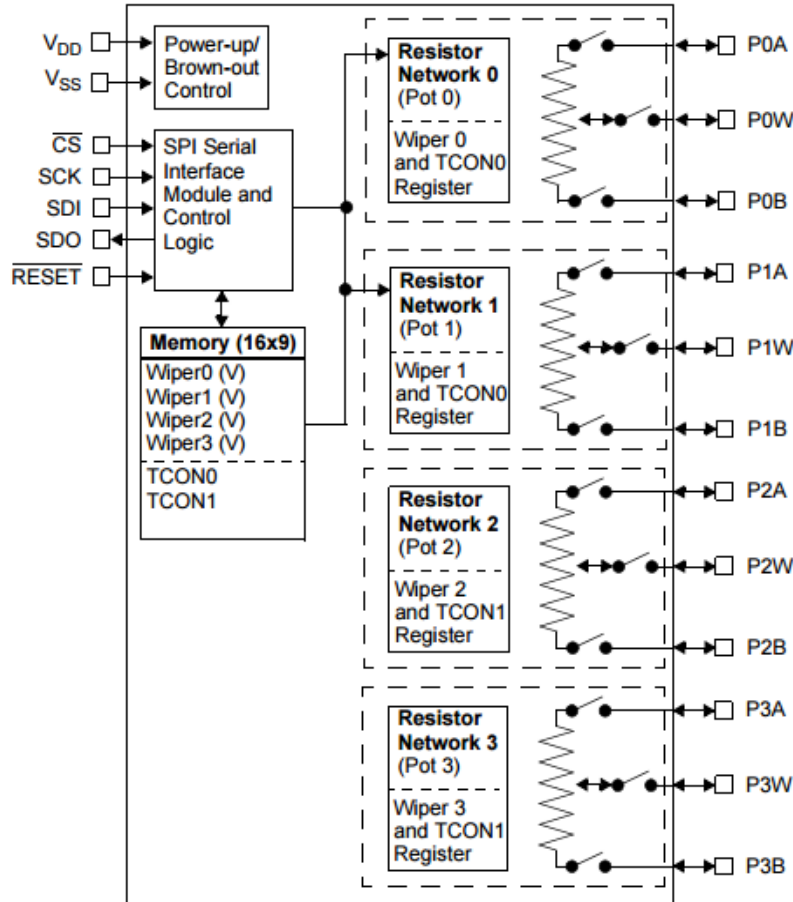 VDD
VSS
Power-up/
Brown-out
Control
CS
SCK
SDI
SDO
RESET
SPI Serial
Interface
Module and
Control
Logic
Memory (16x9)
Wiper0 (V)
Wiper1 (V)
Wiper2 (V)
Wiper3 (V)
TCON0
TCON1
Resistor
Network 0
(Pot 0)
Wiper 0
and TCON0
Register
P0A
P0W
P0B
Resistor
Network 1
(Pot 1)
Wiper 1
and TCON0
Register
P1A
P1W
P1B
Resistor
Network 2
(Pot 2)
Wiper 2
and TCON1
Register
P2A
P2W
P2B
Resistor
Network 3
(Pot 3)
Wiper 3
and TCON1
Register
P3A
P3W
P3B